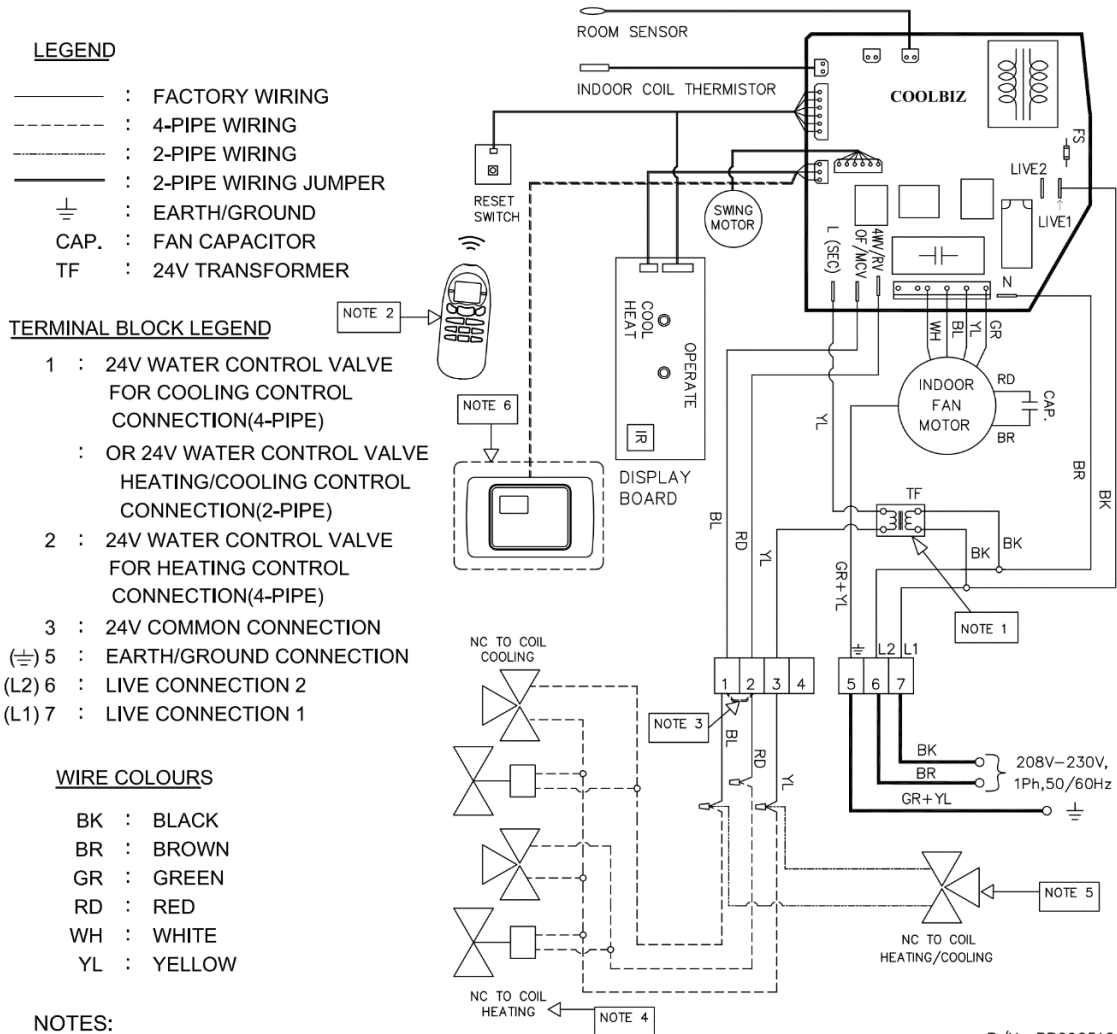 LEGEND
: FACTORY WIRING
: 4-PIPE WIRING
: 2-PIPE WIRING
: 2-PIPE WIRING JUMPER
: EARTH/GROUND
CAP. : FAN CAPACITOR
TF : 24V TRANSFORMER
TERMINAL BLOCK LEGEND
1 : 24V WATER CONTROL VALVE
FOR COOLING CONTROL
CONNECTION(4-PIPE)
: OR 24V WATER CONTROL VALVE
HEATING/COOLING CONTROL
CONNECTION(2-PIPE)
2 : 24V WATER CONTROL VALVE
FOR HEATING CONTROL
CONNECTION(4-PIPE)
3 : 24V COMMON CONNECTION
(⏚) 5 : EARTH/GROUND CONNECTION
(L2) 6 : LIVE CONNECTION 2
(L1) 7 : LIVE CONNECTION 1
WIRE COLOURS
BK : BLACK
BR : BROWN
GR : GREEN
RD : RED
WH : WHITE
YL : YELLOW
NOTES:
ROOM SENSOR
INDOOR COIL THERMISTOR
COOLBIZ
FS
LIVE2
LIVE1
RESET
SWITCH
SWING
MOTOR
L (SEC)
OF/MCV
4WV/RV
N
NOTE 2
COOL
HEAT
OPERATE
IR
DISPLAY
BOARD
WH
BL
YL
GR
INDOOR
FAN
MOTOR
RD
BR
CAP.
NOTE 6
YL
BR
BK
TF
BL
RD
YL
GR+YL
BK
BK
NOTE 1
L2
L1
1 2 3 4
5 6 7
NOTE 3
BL
RD
YL
BK
BR
GR+YL
208V-230V,
1Ph,50/60Hz
NC TO COIL
COOLING
NOTE 5
NC TO COIL
HEATING/COOLING
NC TO COIL
HEATING
NOTE 4